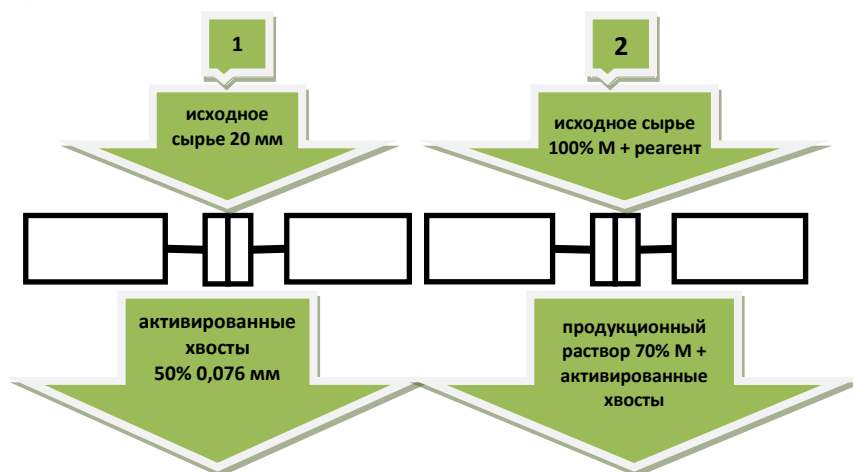 1
исходное
сырье 20 мм
активированные
хвосты
50% 0,076 мм
2
исходное сырье
100% М + реагент
продукционный
раствор 70% М +
активированные
хвосты